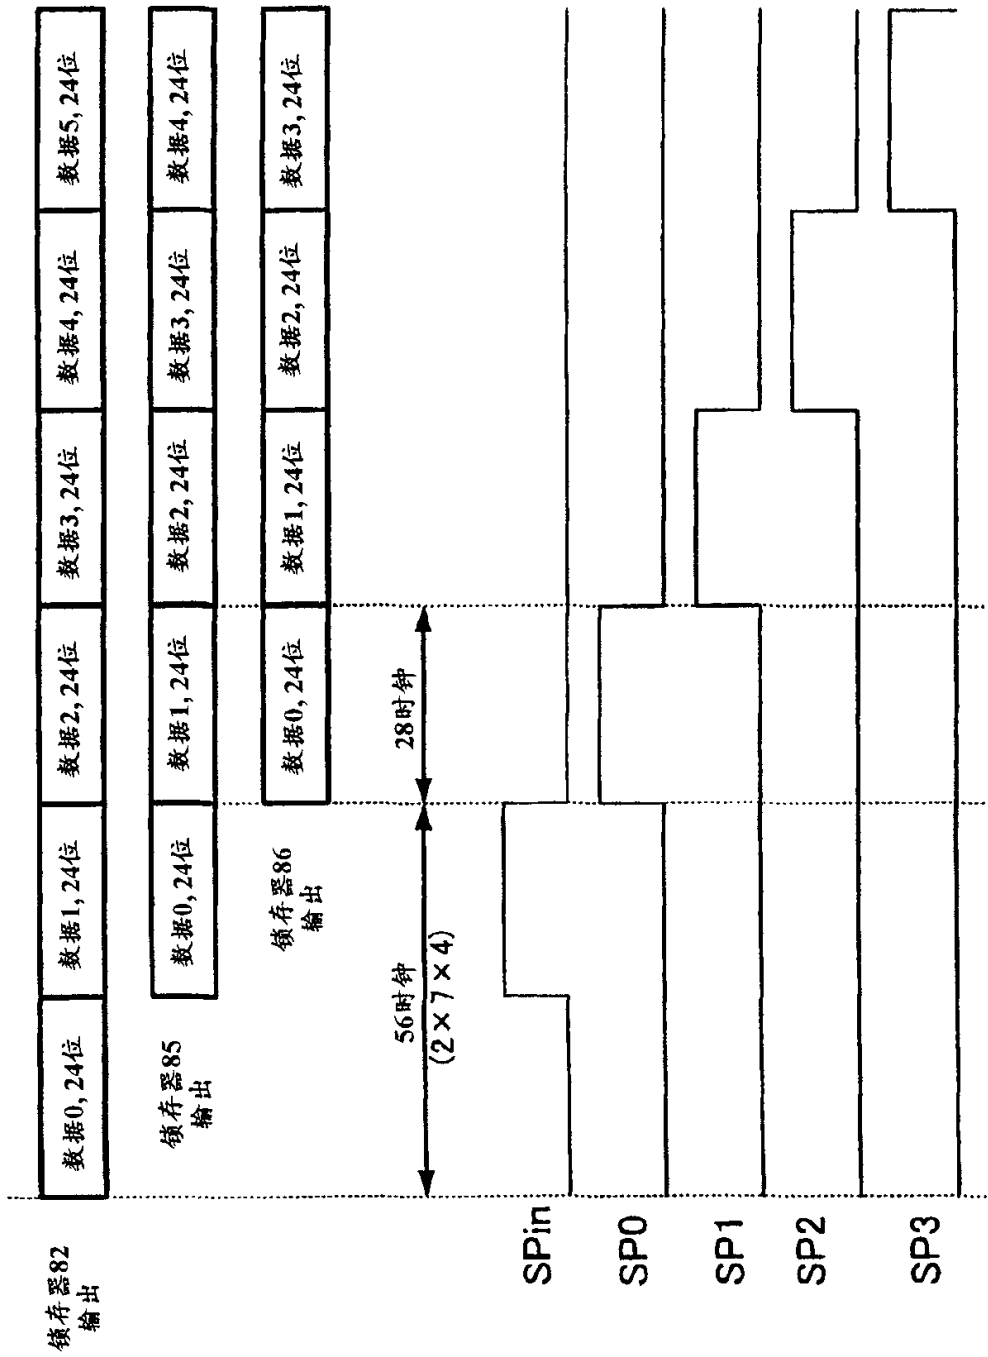 锁存器82
输出
数据0, 24位
数据1, 24位
数据2, 24位
数据3, 24位
数据4, 24位
数据5, 24位
锁存器85
输出
数据0, 24位
数据1, 24位
数据2, 24位
数据3, 24位
数据4, 24位
锁存器86
输出
数据0, 24位
数据1, 24位
数据2, 24位
数据3, 24位
56时钟
(2×7×4)
28时钟
SPin
SP0
SP1
SP2
SP3